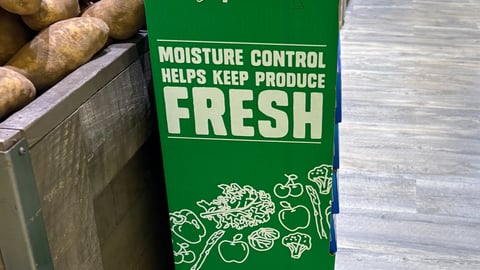 MOISTURE CONTROL
HELPS KEEP PRODUCE
FRESH